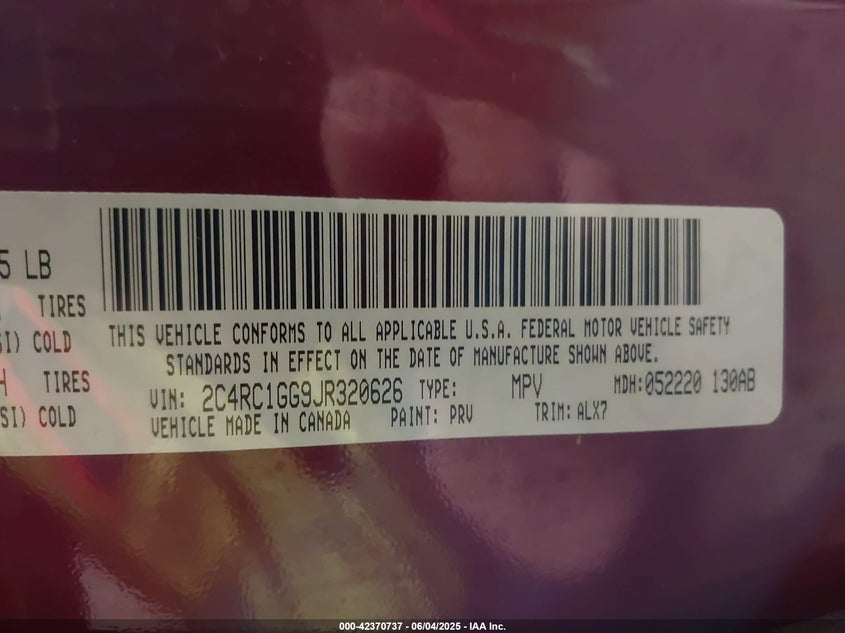 5 LB
TIRES
SI) COLD
THIS VEHICLE CONFORMS TO ALL APPLICABLE U.S.A. FEDERAL MOTOR VEHICLE SAFETY
STANDARDS IN EFFECT ON THE DATE OF MANUFACTURE SHOWN ABOVE.
H TIRES
VIN: 2C4RC1GG9JR320626 TYPE: MPV MDH:052220 130AB
SI) COLD
VEHICLE MADE IN CANADA PAINT: PRV TRIM: ALX7
000-42370737 - 06/04/2025 - IAA Inc.